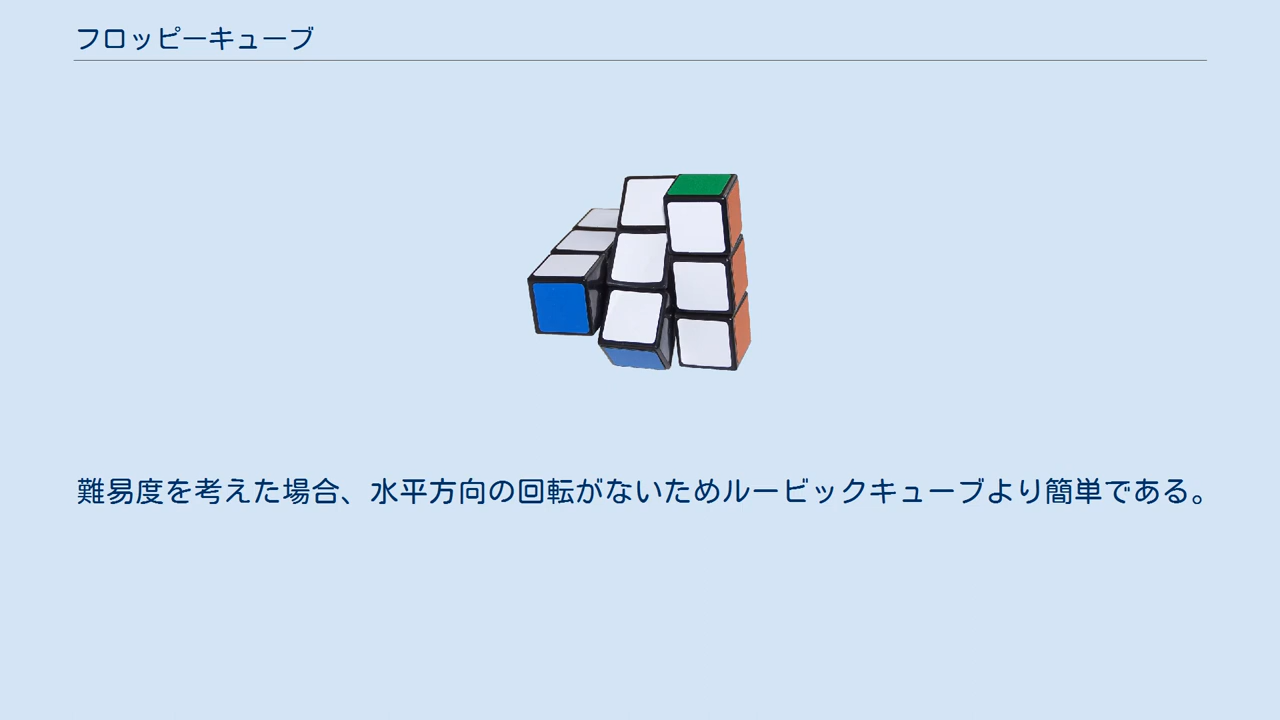 フロッピーキューブ
難易度を考えた場合、水平方向の回転がないためルービックキューブより簡単である。